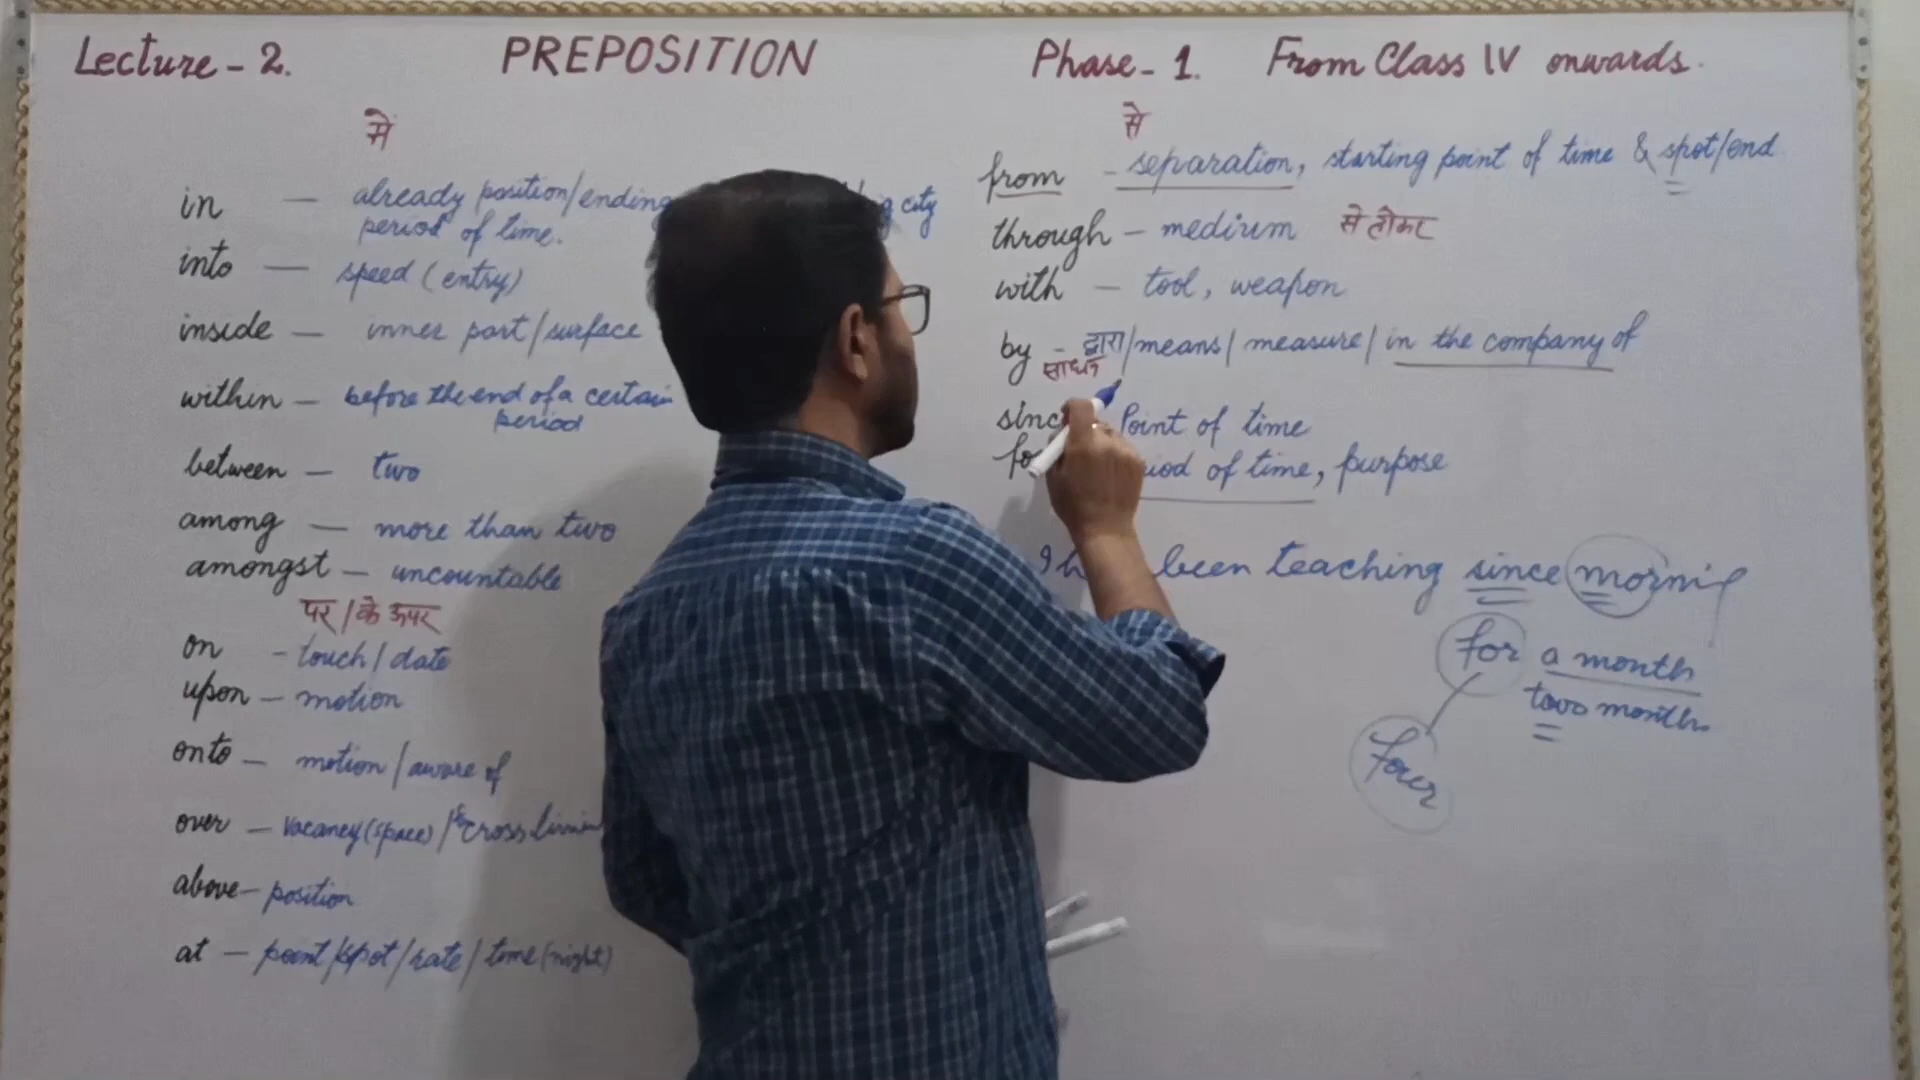 Lecture - 2. PREPOSITION Phase - 1. From Class IV onwards.
में
in — already position/ending city
period of time.
into — speed (entry)
inside — inner part/surface
within — before the end of a certain
period
between — two
among — more than two
amongst — uncountable
पर/के ऊपर
on - touch/date
upon — motion
onto — motion/aware of
over — vacancy(space)/cross
above — position
at — point/spot/rate/time(night)
से
from - separation, starting point of time & spot/end
through — medium से होकर
with — tool, weapon
by - द्वारा/means/measure/in the company of
साधन
Point of time
of time, purpose
I been teaching since
for a month
two months